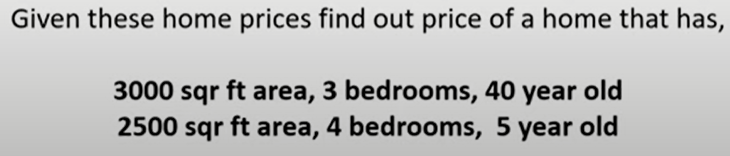 Given these home prices find out price of a home that has,
3000 sqr ft area, 3 bedrooms, 40 year old
2500 sqr ft area, 4 bedrooms, 5 year old